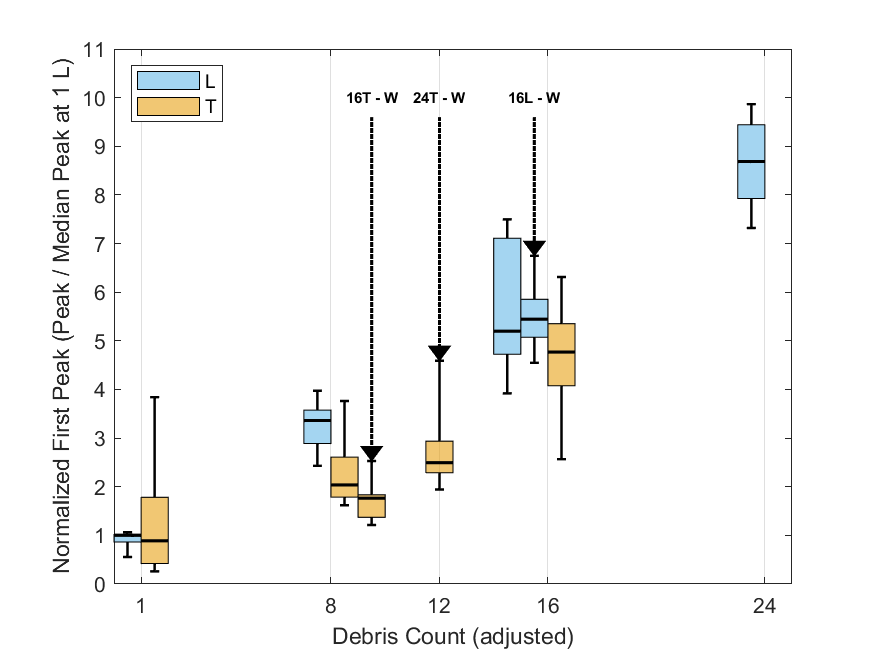 Normalized First Peak (Peak / Median Peak at 1 L)
11
10
9
8
7
6
5
4
3
2
1
0
L
T
16T - W
24T - W
16L - W
1
8
12
16
24
Debris Count (adjusted)